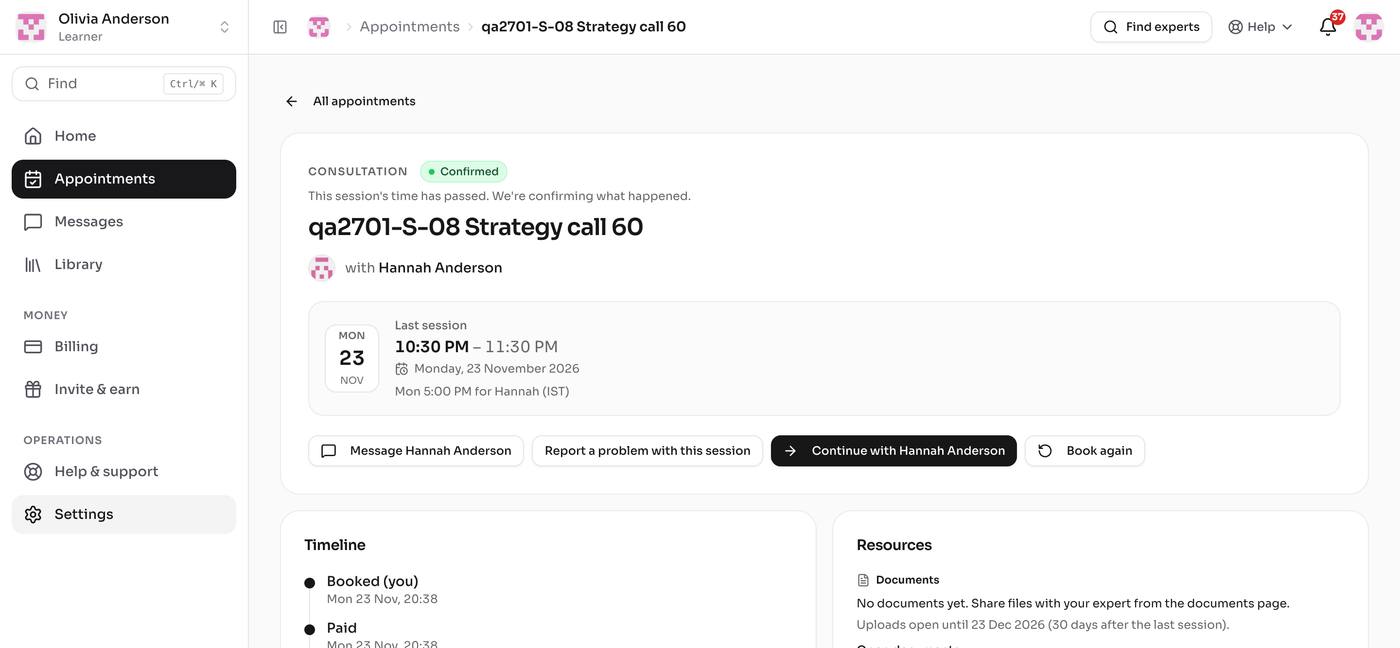 Olivia Anderson
Learner
Appointments
qa2701-S-08 Strategy call 60
Find experts
Help
37
Find
Ctrl/⌘ K
Home
Appointments
Messages
Library
MONEY
Billing
Invite & earn
OPERATIONS
Help & support
Settings
All appointments
CONSULTATION
Confirmed
This session's time has passed. We're confirming what happened.
qa2701-S-08 Strategy call 60
with Hannah Anderson
MON
23
NOV
Last session
10:30 PM – 11:30 PM
Monday, 23 November 2026
Mon 5:00 PM for Hannah (IST)
Message Hannah Anderson
Report a problem with this session
Continue with Hannah Anderson
Book again
Timeline
Booked (you)
Mon 23 Nov, 20:38
Paid
Mon 23 Nov, 20:38
Resources
Documents
No documents yet. Share files with your expert from the documents page.
Uploads open until 23 Dec 2026 (30 days after the last session).